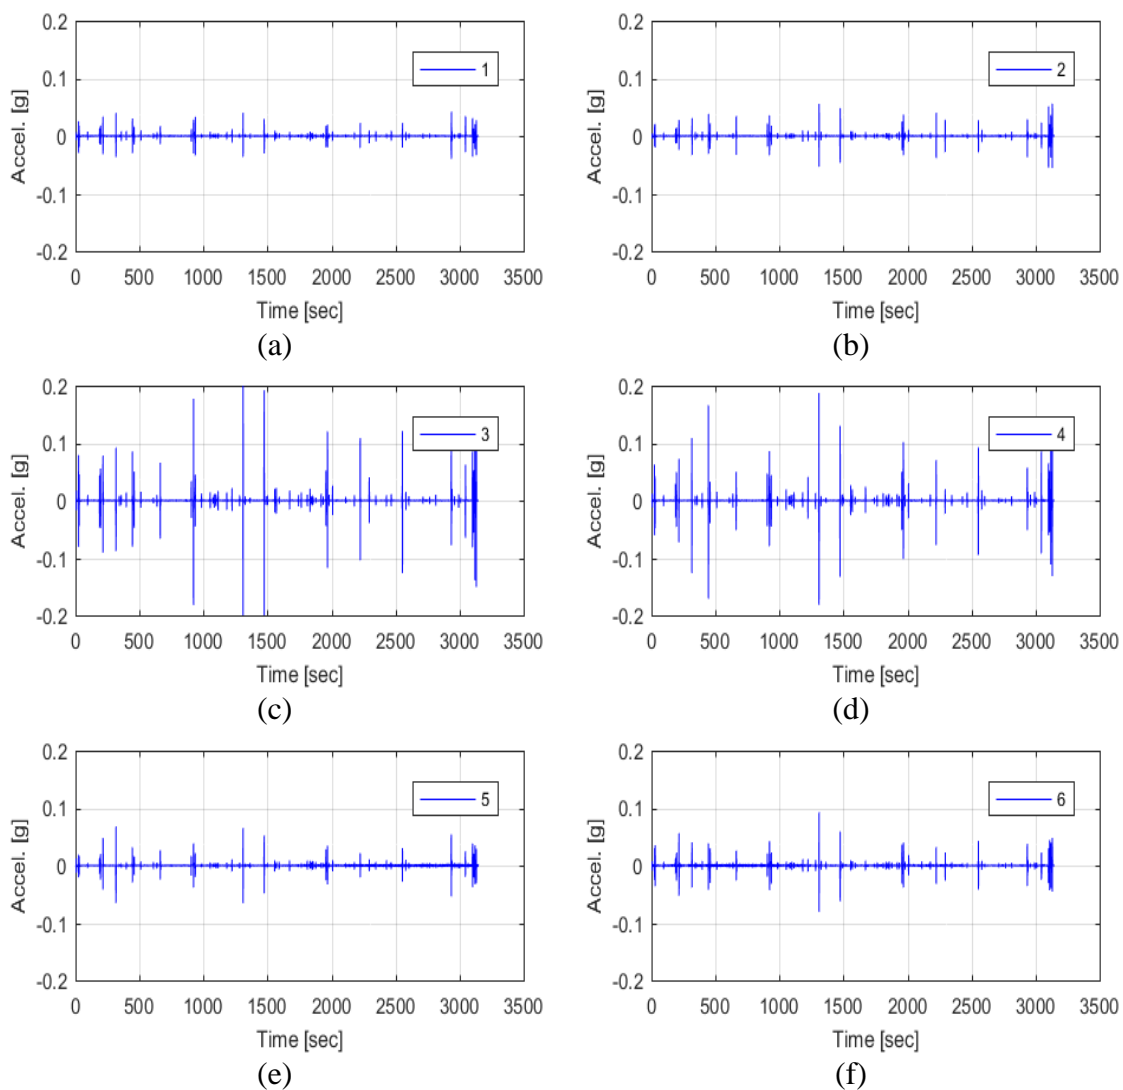 0.2 0.2
0.1 1 0.1 2
Accel. [g] 0 Accel. [g] 0
-0.1 -0.1
-0.2 -0.2
0 500 1000 1500 2000 2500 3000 3500 0 500 1000 1500 2000 2500 3000 3500
Time [sec] Time [sec]
(a) (b)
0.2 0.2
0.1 3 0.1 4
Accel. [g] 0 Accel. [g] 0
-0.1 -0.1
-0.2 -0.2
0 500 1000 1500 2000 2500 3000 3500 0 500 1000 1500 2000 2500 3000 3500
Time [sec] Time [sec]
(c) (d)
0.2 0.2
0.1 5 0.1 6
Accel. [g] 0 Accel. [g] 0
-0.1 -0.1
-0.2 -0.2
0 500 1000 1500 2000 2500 3000 3500 0 500 1000 1500 2000 2500 3000 3500
Time [sec] Time [sec]
(e) (f)